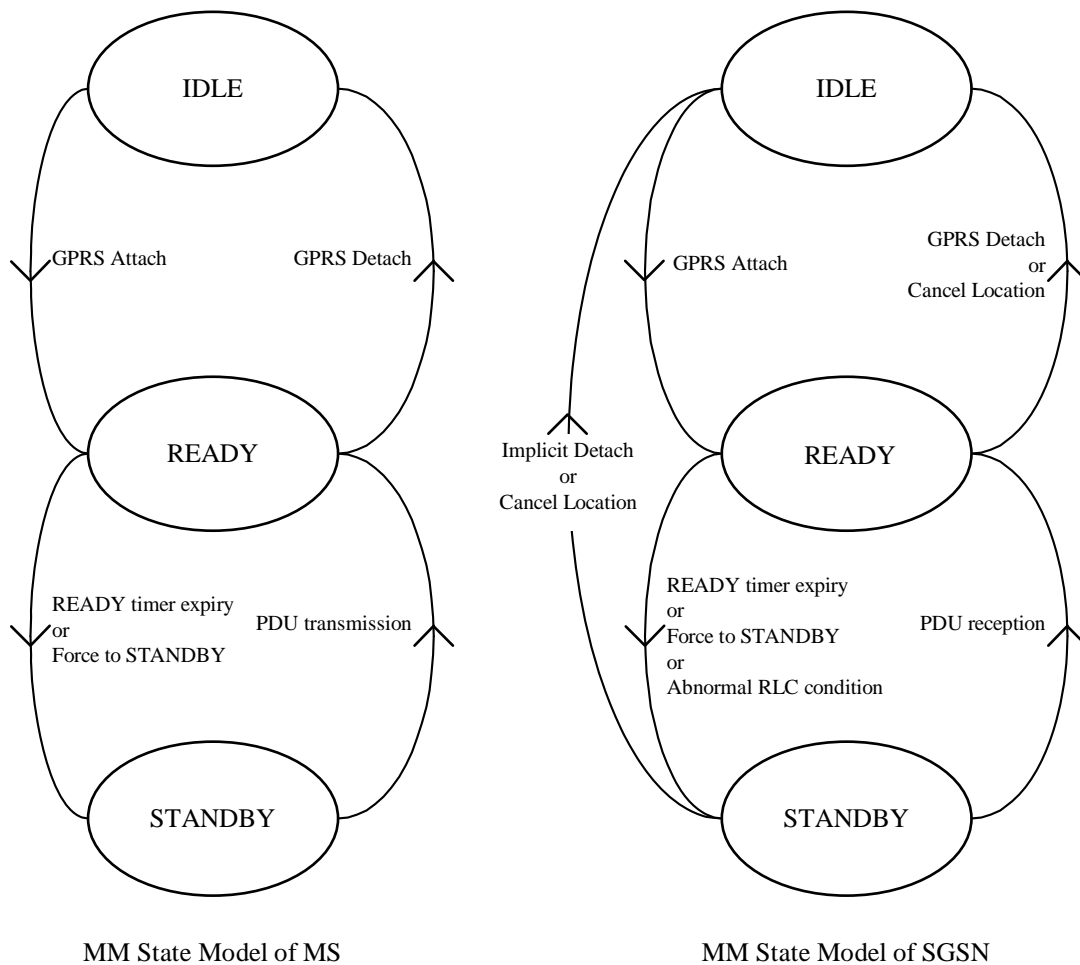 IDLE
GPRS Attach
GPRS Detach
READY
READY timer expiry
or
Force to STANDBY
PDU transmission
STANDBY
MM State Model of MS
IDLE
GPRS Attach
GPRS Detach
or
Cancel Location
Implicit Detach
or
Cancel Location
READY
READY timer expiry
or
Force to STANDBY
or
Abnormal RLC condition
PDU reception
STANDBY
MM State Model of SGSN